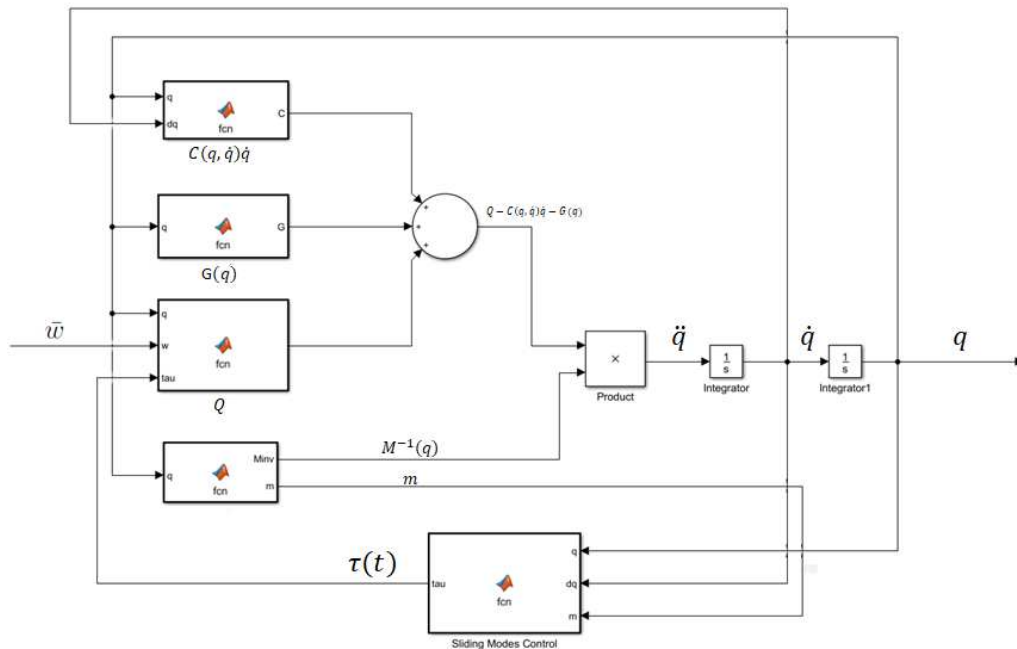 q
dq
C
fcn
C(q, q̇)q̇
q
G
fcn
G(q)
+
+
+
Q − C(q, q̇)q̇ − G(q)
w̄
q
w
tau
fcn
Q
×
Product
q̈
1/s
Integrator
q̇
1/s
Integrator1
q
q
Minv
m
fcn
M⁻¹(q)
m
τ(t)
tau
q
dq
m
fcn
Sliding Modes Control